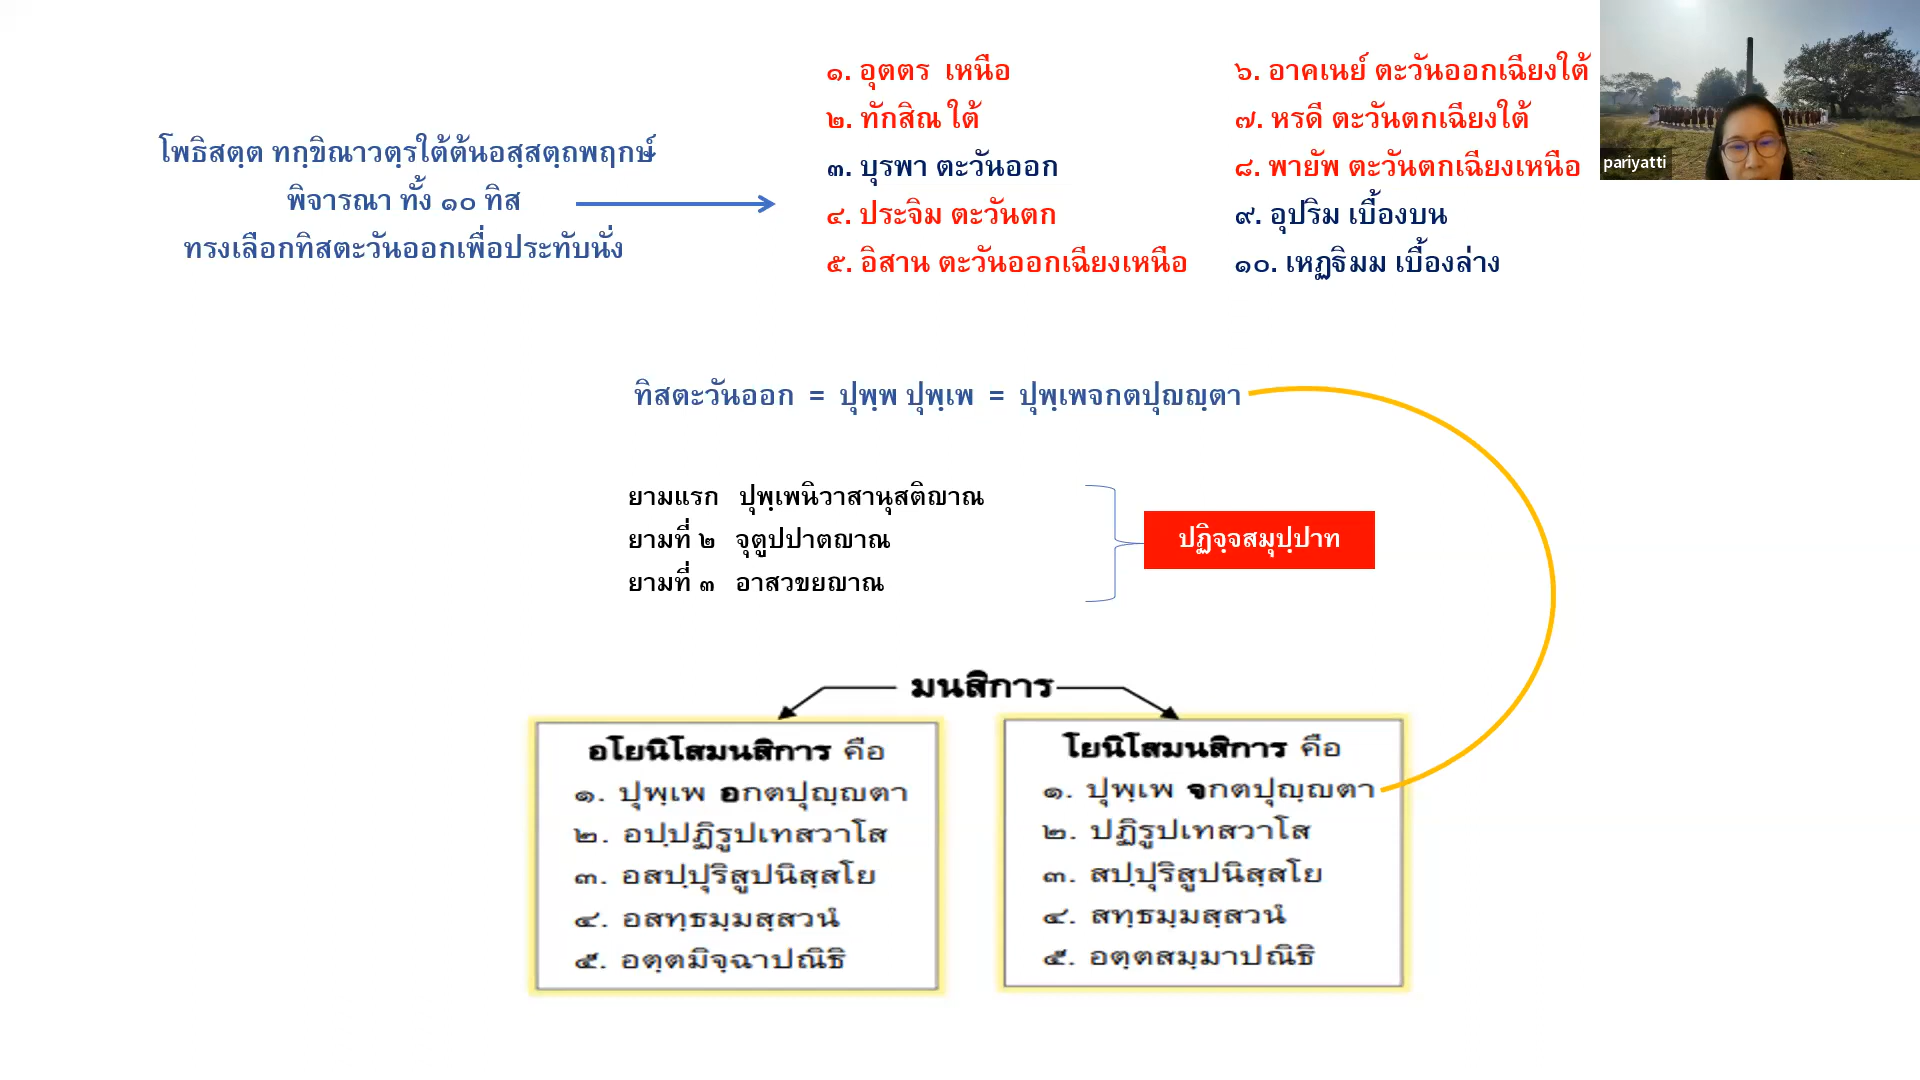 โพธิสตฺต ทกฺขิณาวตฺรใต้ต้นอสฺสตฺถพฤกษ์
พิจารณา ทั้ง ๑๐ ทิส
ทรงเลือกทิสตะวันออกเพื่อประทับนั่ง
๑. อุตตร เหนือ
๒. ทักสิณ ใต้
๓. บุรพา ตะวันออก
๔. ประจิม ตะวันตก
๕. อิสาน ตะวันออกเฉียงเหนือ
๖. อาคเนย์ ตะวันออกเฉียงใต้
๗. หรดี ตะวันตกเฉียงใต้
๘. พายัพ ตะวันตกเฉียงเหนือ
๙. อุปริม เบื้องบน
๑๐. เหฏฐิมม เบื้องล่าง
pariyatti
ทิสตะวันออก = ปุพฺพ ปุพฺเพ = ปุพฺเพจกตปุญญฺตา
ยามแรก ปุพฺเพนิวาสานุสติญาณ
ยามที่ ๒ จุตูปปาตญาณ
ยามที่ ๓ อาสวขยญาณ
ปฏิจฺจสมุปฺปาท
มนสิการ
อโยนิโสมนสิการ คือ
๑. ปุพฺเพ อกตปุญฺญตา
๒. อปฺปฏิรูปเทสวาโส
๓. อสปฺปุริสูปนิสฺสโย
๔. อสทฺธมฺมสฺสวนํ
๕. อตฺตมิจฺฉาปณิธิ
โยนิโสมนสิการ คือ
๑. ปุพฺเพ จกตปุญฺญตา
๒. ปฏิรูปเทสวาโส
๓. สปฺปุริสูปนิสฺสโย
๔. สทฺธมฺมสฺสวนํ
๕. อตฺตสมฺมาปณิธิ